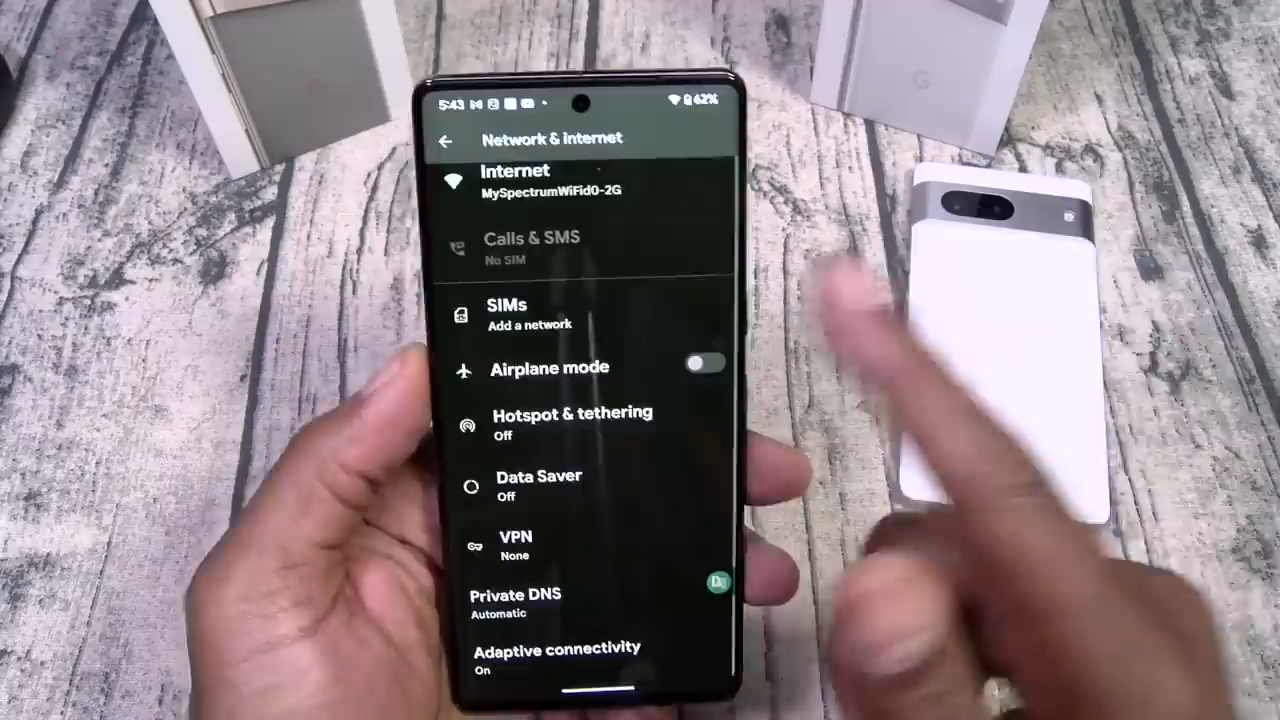 5:43
62%
Network & internet
Internet
MySpectrumWiFid0-2G
Calls & SMS
No SIM
SIMs
Add a network
Airplane mode
Hotspot & tethering
Off
Data Saver
Off
VPN
None
Private DNS
Automatic
Adaptive connectivity
On
G
G